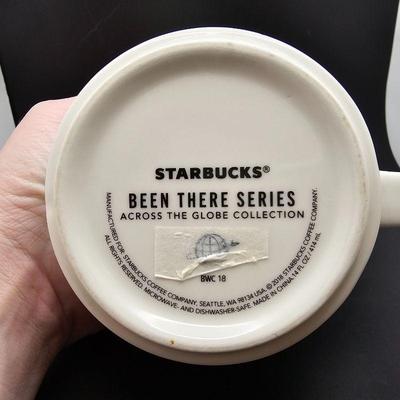 STARBUCKS®
BEEN THERE SERIES
ACROSS THE GLOBE COLLECTION
BWC 18
MANUFACTURED FOR: STARBUCKS COFFEE COMPANY, SEATTLE, WA 98134 USA. © 2018 STARBUCKS COFFEE COMPANY.
ALL RIGHTS RESERVED. MICROWAVE- AND DISHWASHER-SAFE. MADE IN CHINA 14 FL OZ / 414 mL